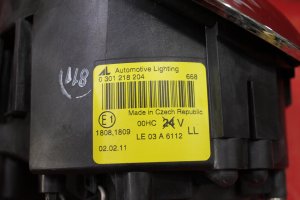 AL Automotive Lighting
0 301 218 204 668
Made in Czech Republic
E1 00HC 24 V
1808,1809 LL
LE 03 A 6112
02.02.11